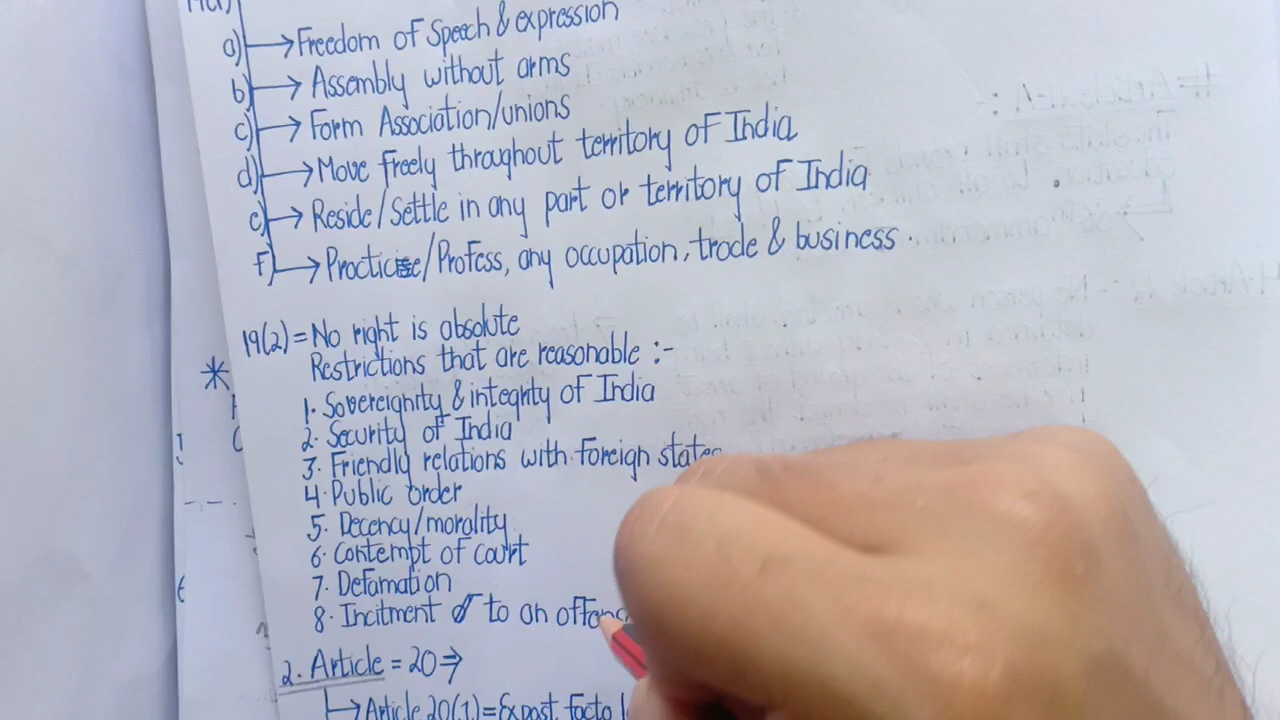 a) → Freedom of Speech & expression
b) → Assembly without arms
c) → Form Association/unions
d) → Move freely throughout territory of India
e) → Reside/Settle in any part or territory of India
f) → Practice/Profess, any occupation, trade & business
19(2) = No right is absolute
Restrictions that are reasonable :-
1. Sovereignity & integrity of India
2. Security of India
3. Friendly relations with foreign states
4. Public order
5. Decency/morality
6. Contempt of court
7. Defamation
8. Incitment to an offenc
2. Article = 20 ⇒
→ Article 20(1) = Expost facto l